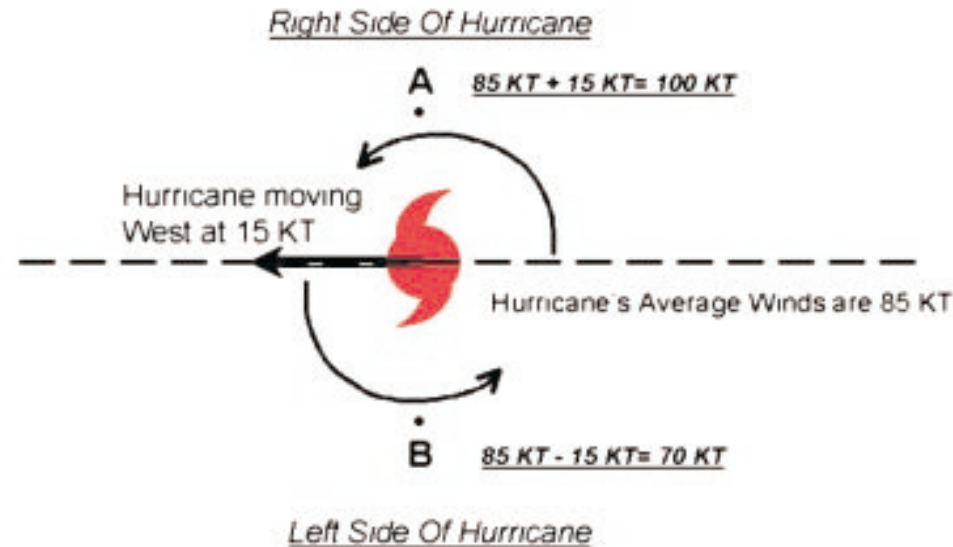 Right Side Of Hurricane
A
85 KT + 15 KT= 100 KT
Hurricane moving
West at 15 KT
Hurricane's Average Winds are 85 KT
B
85 KT - 15 KT= 70 KT
Left Side Of Hurricane